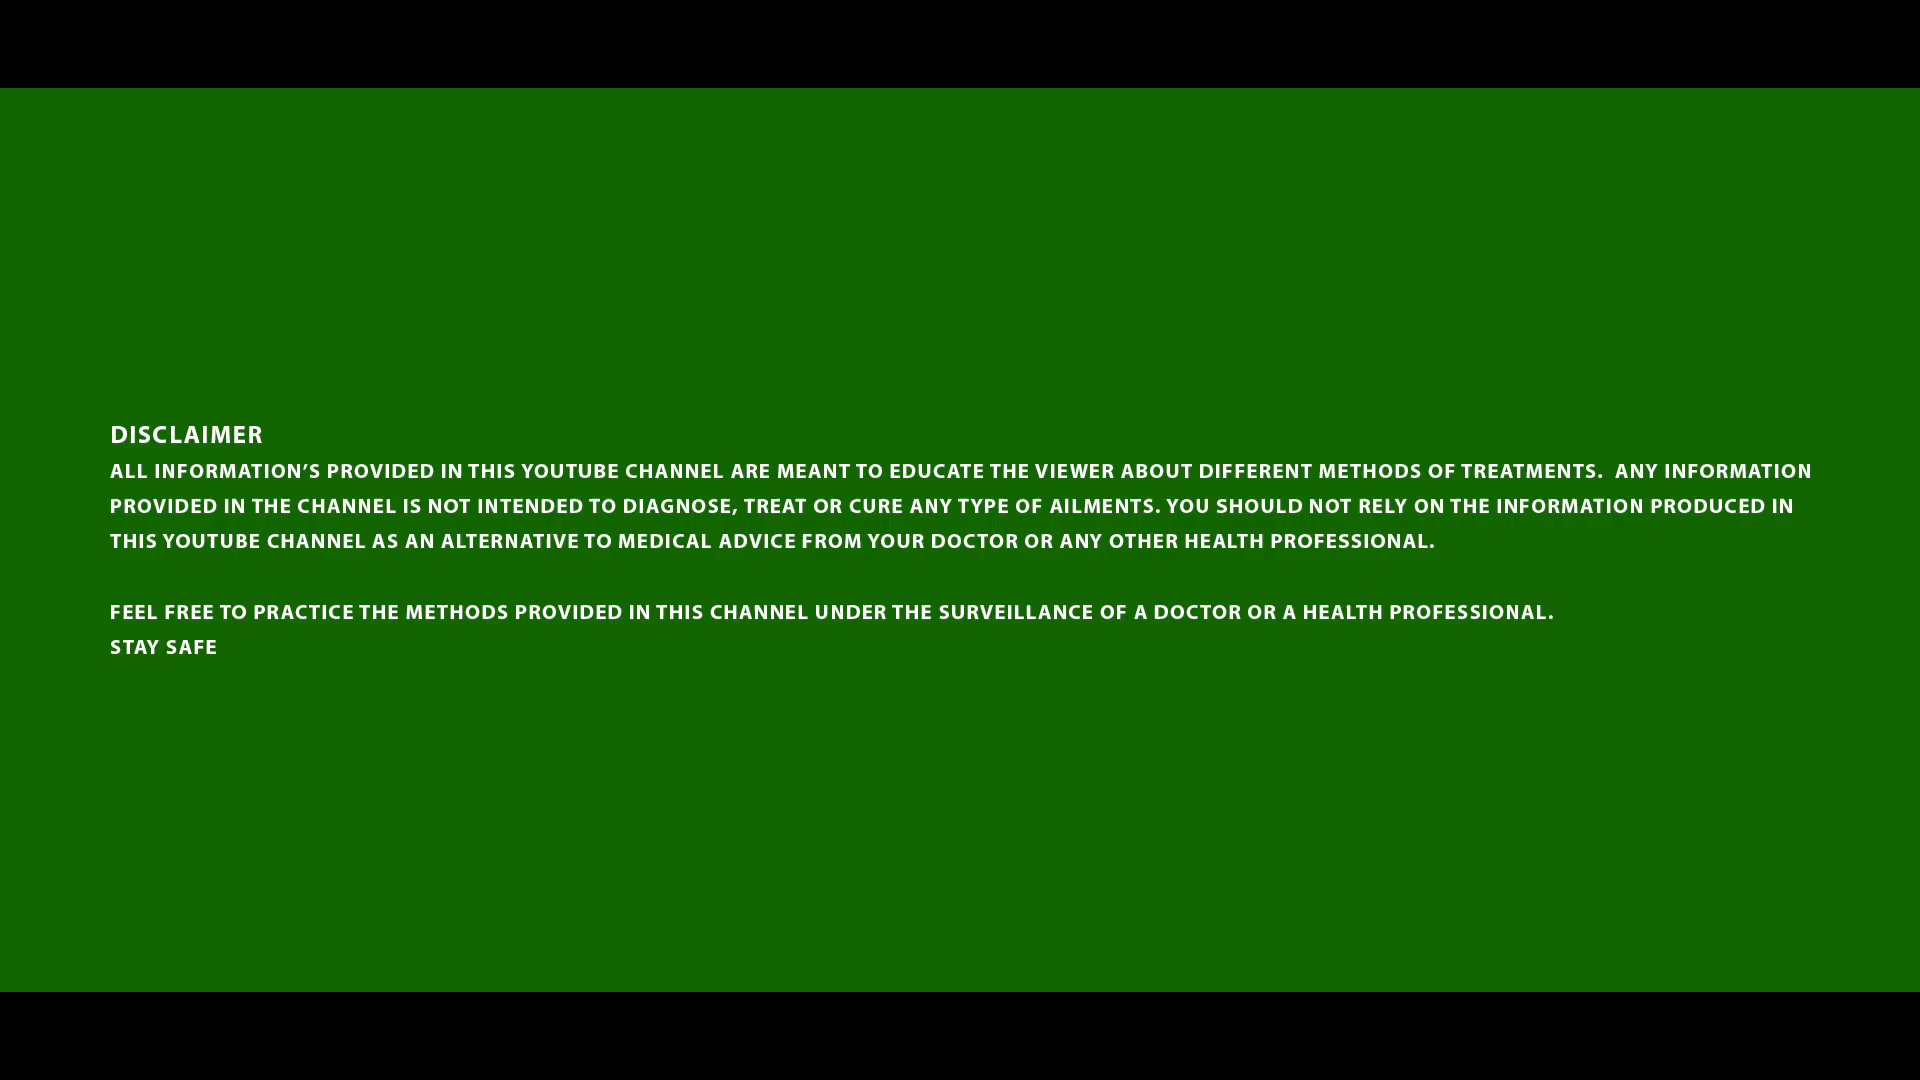 DISCLAIMER
ALL INFORMATION’S PROVIDED IN THIS YOUTUBE CHANNEL ARE MEANT TO EDUCATE THE VIEWER ABOUT DIFFERENT METHODS OF TREATMENTS.  ANY INFORMATION
PROVIDED IN THE CHANNEL IS NOT INTENDED TO DIAGNOSE, TREAT OR CURE ANY TYPE OF AILMENTS. YOU SHOULD NOT RELY ON THE INFORMATION PRODUCED IN
THIS YOUTUBE CHANNEL AS AN ALTERNATIVE TO MEDICAL ADVICE FROM YOUR DOCTOR OR ANY OTHER HEALTH PROFESSIONAL.
FEEL FREE TO PRACTICE THE METHODS PROVIDED IN THIS CHANNEL UNDER THE SURVEILLANCE OF A DOCTOR OR A HEALTH PROFESSIONAL.
STAY SAFE